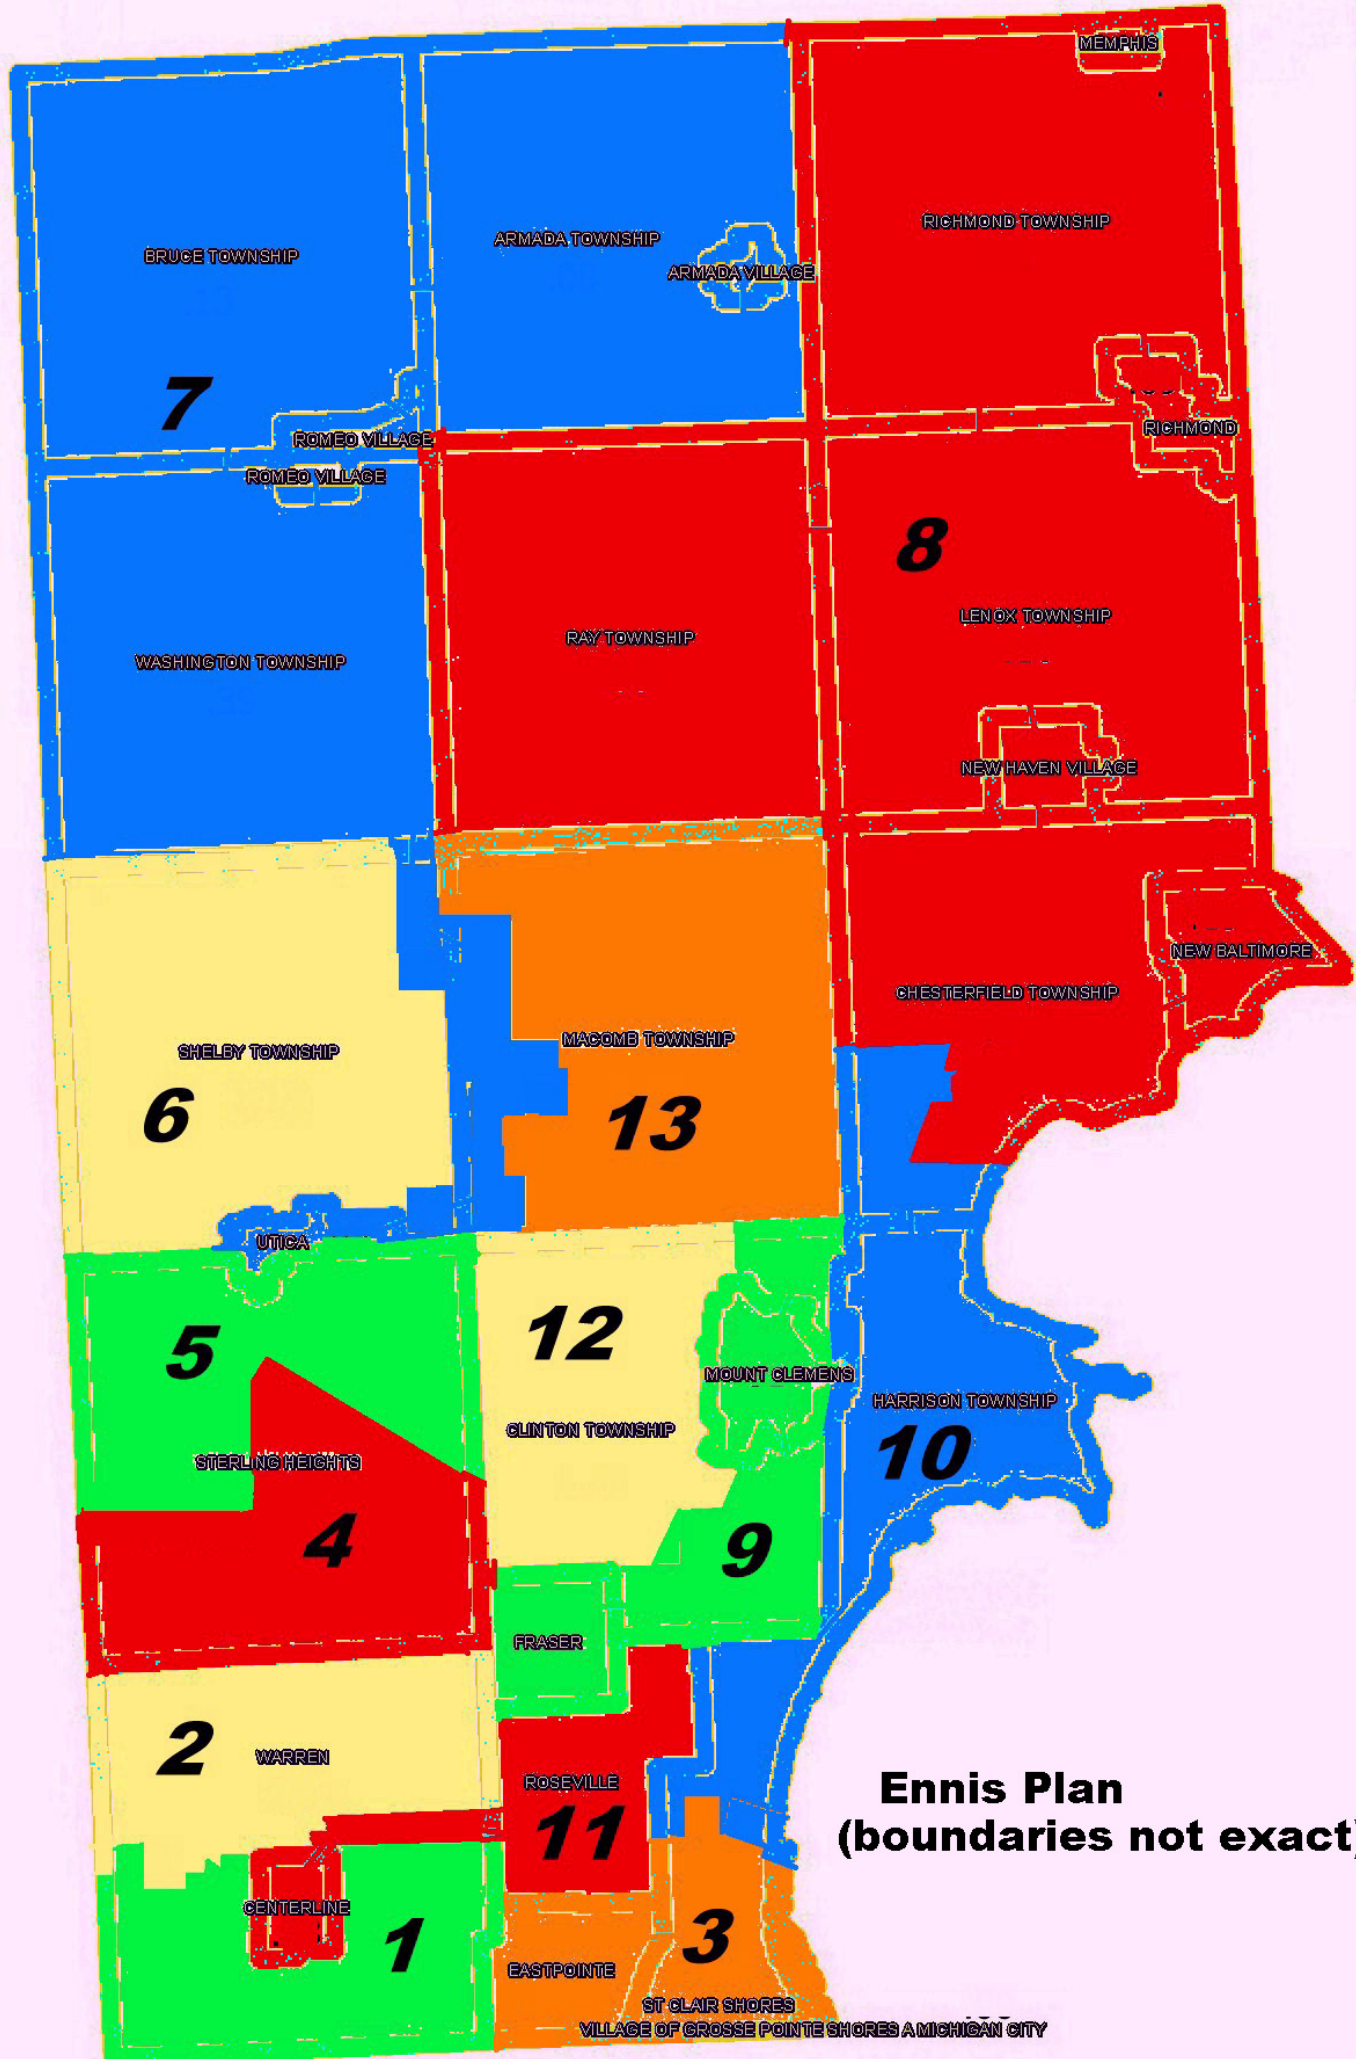 MEMPHIS
RICHMOND TOWNSHIP
ARMADA TOWNSHIP
BRUCE TOWNSHIP
ARMADA VILLAGE
7
RICHMOND
ROMEO VILLAGE
ROMEO VILLAGE
8
LENOX TOWNSHIP
RAY TOWNSHIP
WASHINGTON TOWNSHIP
NEW HAVEN VILLAGE
NEW BALTIMORE
CHESTERFIELD TOWNSHIP
MACOMB TOWNSHIP
SHELBY TOWNSHIP
6
13
UTICA
12
5
MOUNT CLEMENS
HARRISON TOWNSHIP
CLINTON TOWNSHIP
10
STERLING HEIGHTS
4
9
FRASER
2
WARREN
ROSEVILLE
11
Ennis Plan
(boundaries not exact)
CENTERLINE
1
3
EASTPOINTE
ST CLAIR SHORES
VILLAGE OF GROSSE POINTE SHORES A MICHIGAN CITY